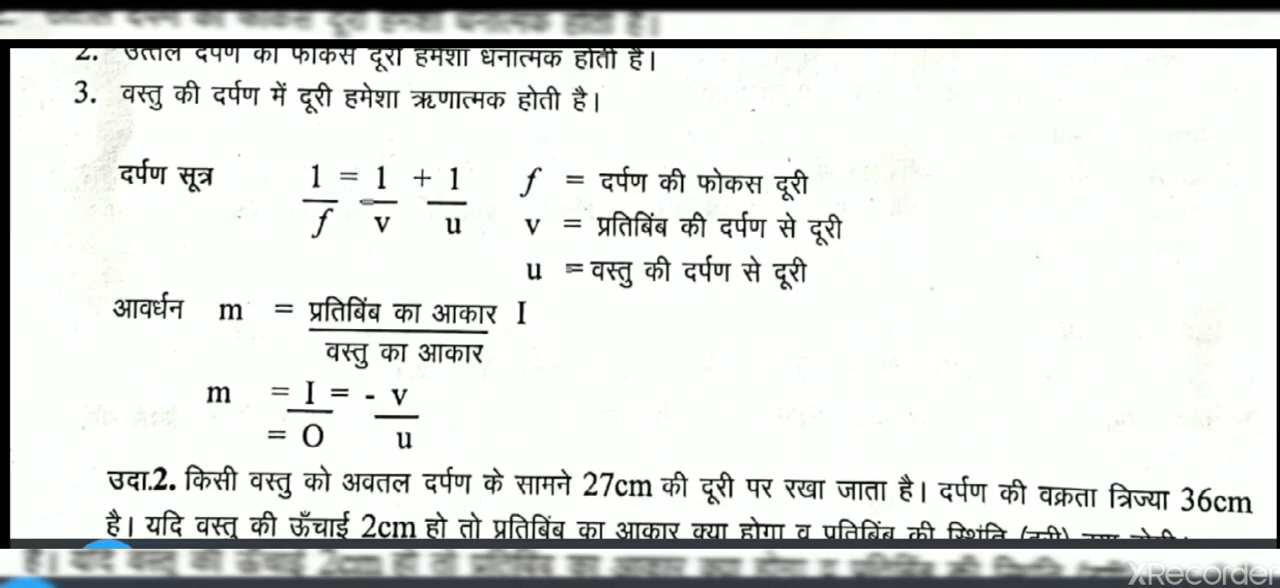 2. उत्तल दर्पण की फोकस दूरी हमेशा धनात्मक होती है।
3. वस्तु की दर्पण में दूरी हमेशा ऋणात्मक होती है।
दर्पण सूत्र 1 = 1 + 1 f = दर्पण की फोकस दूरी
f v u v = प्रतिबिंब की दर्पण से दूरी
u = वस्तु की दर्पण से दूरी
आवर्धन m = प्रतिबिंब का आकार I
वस्तु का आकार
m = I = - v
= O u
उदा.2. किसी वस्तु को अवतल दर्पण के सामने 27cm की दूरी पर रखा जाता है। दर्पण की वक्रता त्रिज्या 36cm
है। यदि वस्तु की ऊँचाई 2cm हो तो प्रतिबिंब का आकार क्या होगा व प्रतिबिंब की
XRecorder